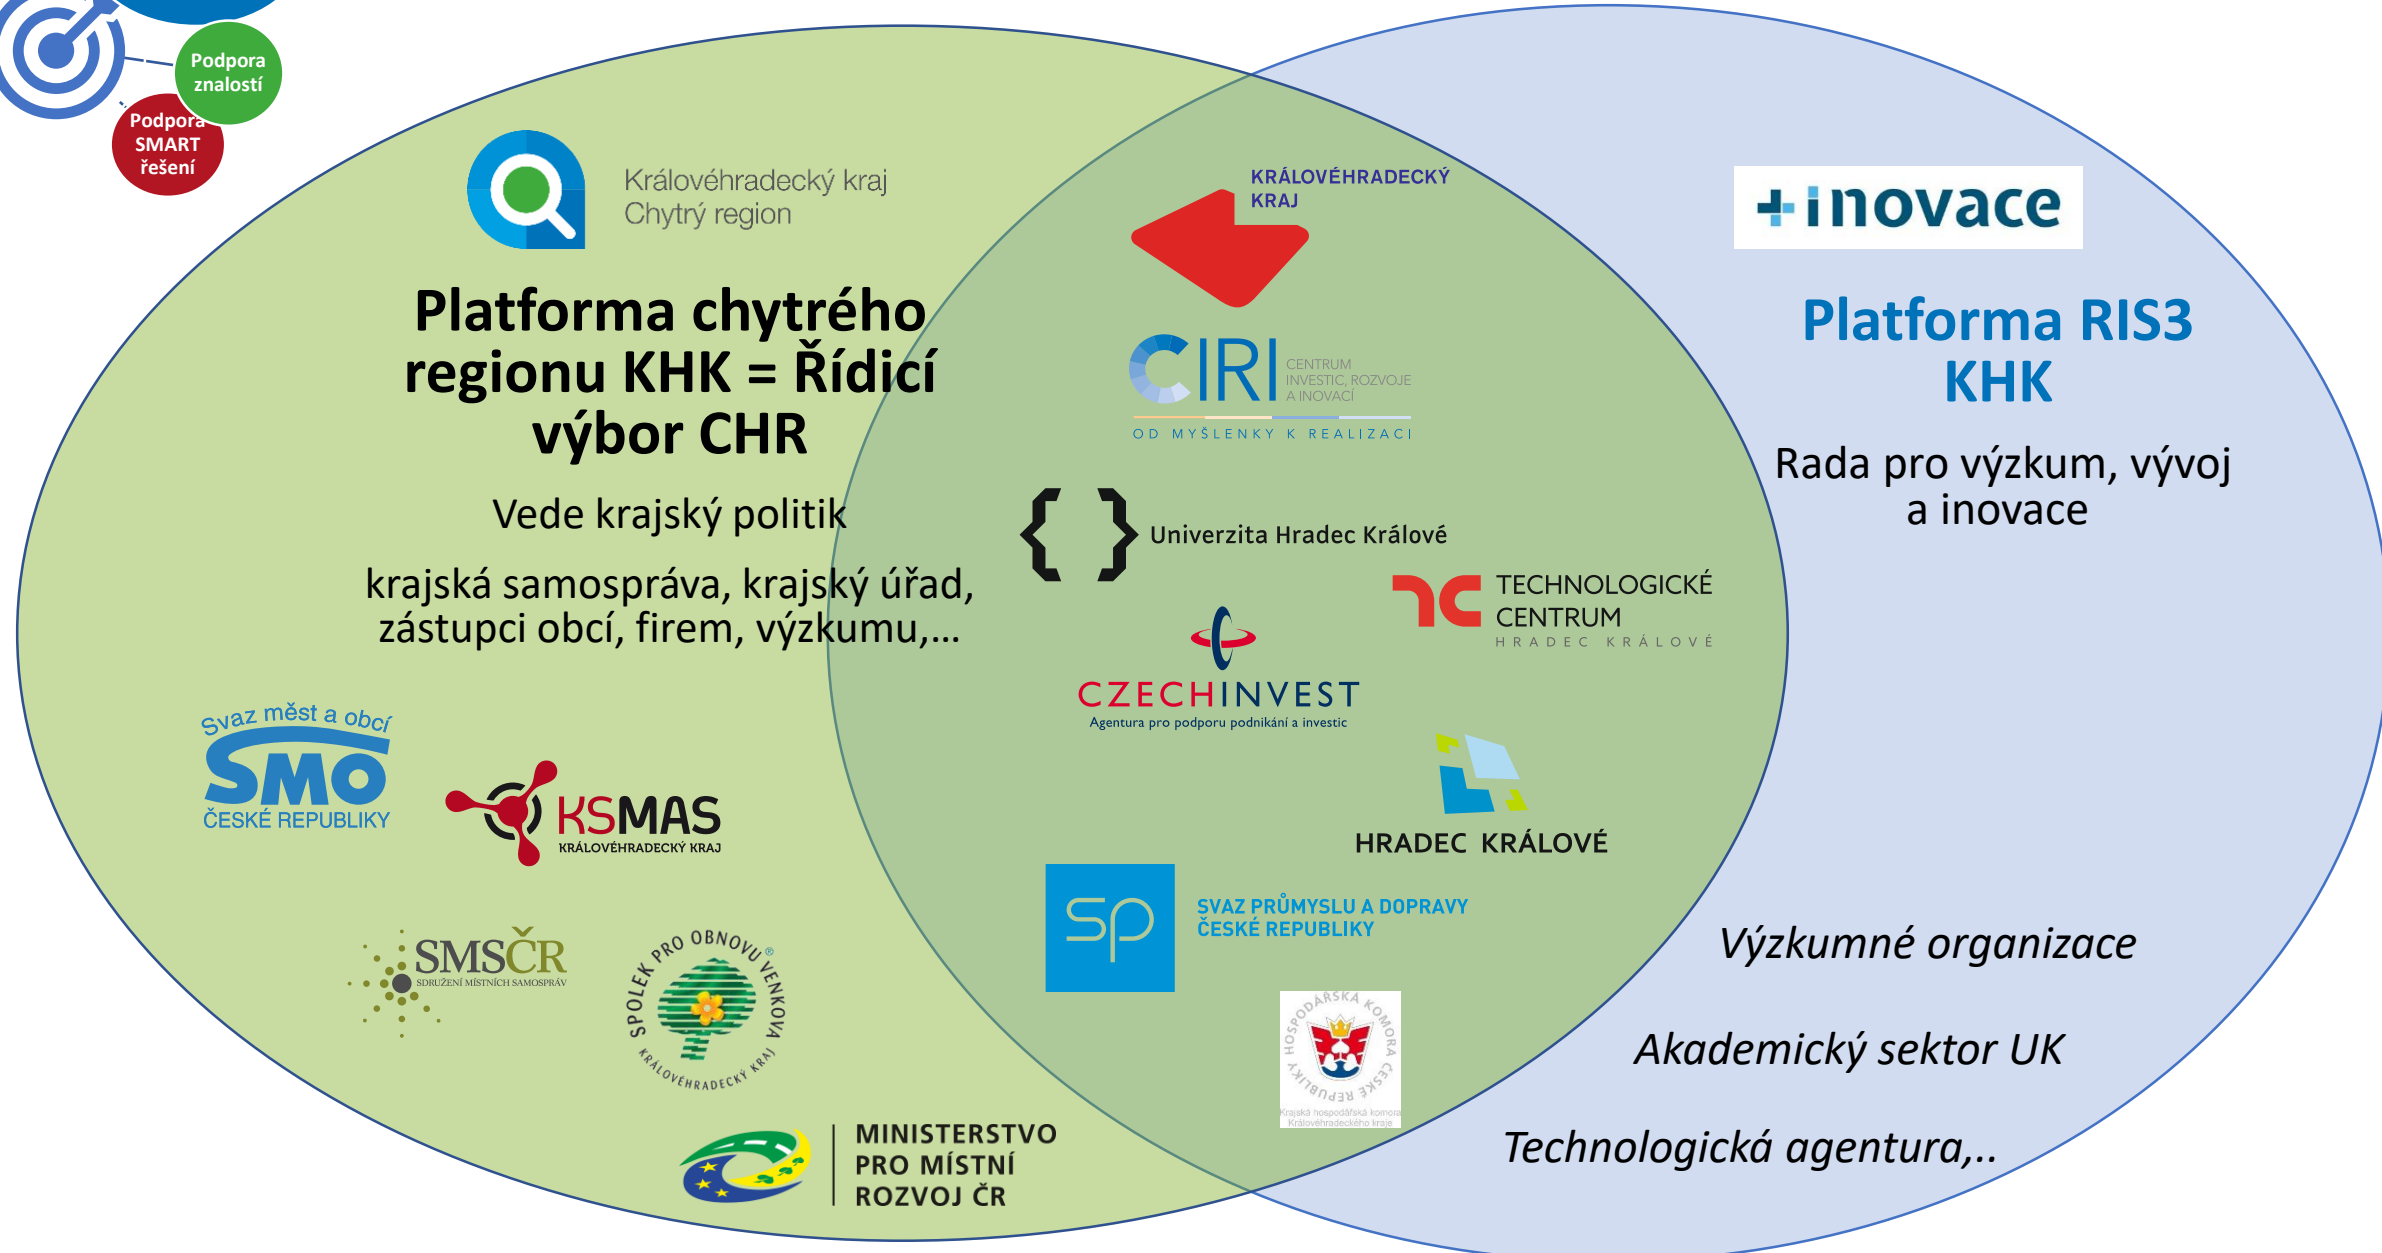 Podpora
znalostí
Podpora
SMART
řešení
Královéhradecký kraj
Chytrý region
Platforma chytrého
regionu KHK = Řídicí
výbor CHR
Vede krajský politik
krajská samospráva, krajský úřad,
zástupci obcí, firem, výzkumu,...
Svaz měst a obcí
SMO
ČESKÉ REPUBLIKY
KSMAS
KRÁLOVÉHRADECKÝ KRAJ
SMSČR
SDRUŽENÍ MÍSTNÍCH SAMOSPRÁV
SPOLEK PRO OBNOVU VENKOVA®
KRÁLOVÉHRADECKÝ KRAJ
MINISTERSTVO
PRO MÍSTNÍ
ROZVOJ ČR
KRÁLOVÉHRADECKÝ
KRAJ
CIRI
CENTRUM
INVESTIC, ROZVOJE
A INOVACÍ
OD MYŠLENKY K REALIZACI
Univerzita Hradec Králové
TECHNOLOGICKÉ
CENTRUM
HRADEC KRÁLOVÉ
CZECHINVEST
Agentura pro podporu podnikání a investic
HRADEC KRÁLOVÉ
sp
SVAZ PRŮMYSLU A DOPRAVY
ČESKÉ REPUBLIKY
HOSPODÁŘSKÁ KOMORA ČESKÉ REPUBLIKY
Krajská hospodářská komora
Královéhradeckého kraje
+inovace
Platforma RIS3
KHK
Rada pro výzkum, vývoj
a inovace
Výzkumné organizace
Akademický sektor UK
Technologická agentura,..